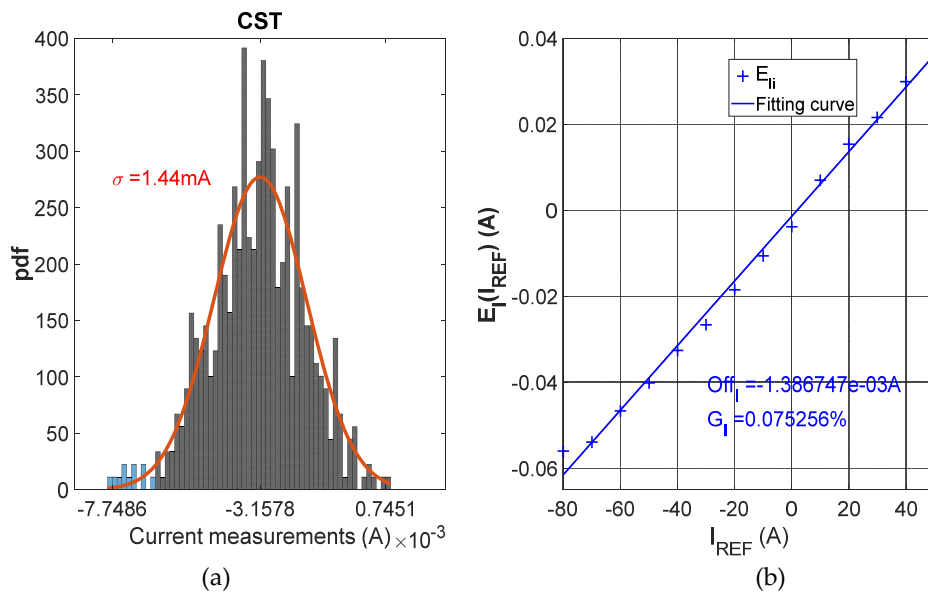 CST
400
350
300
250
200
150
100
50
0
pdf
σ =1.44mA
-7.7486
-3.1578
0.7451
Current measurements (A) ×10⁻³
(a)
0.04
0.02
0
-0.02
-0.04
-0.06
E_I(I_REF) (A)
E_Ii
Fitting curve
Off_I =-1.386747e-03A
G_I =0.075256%
-80
-60
-40
-20
0
20
40
I_REF (A)
(b)